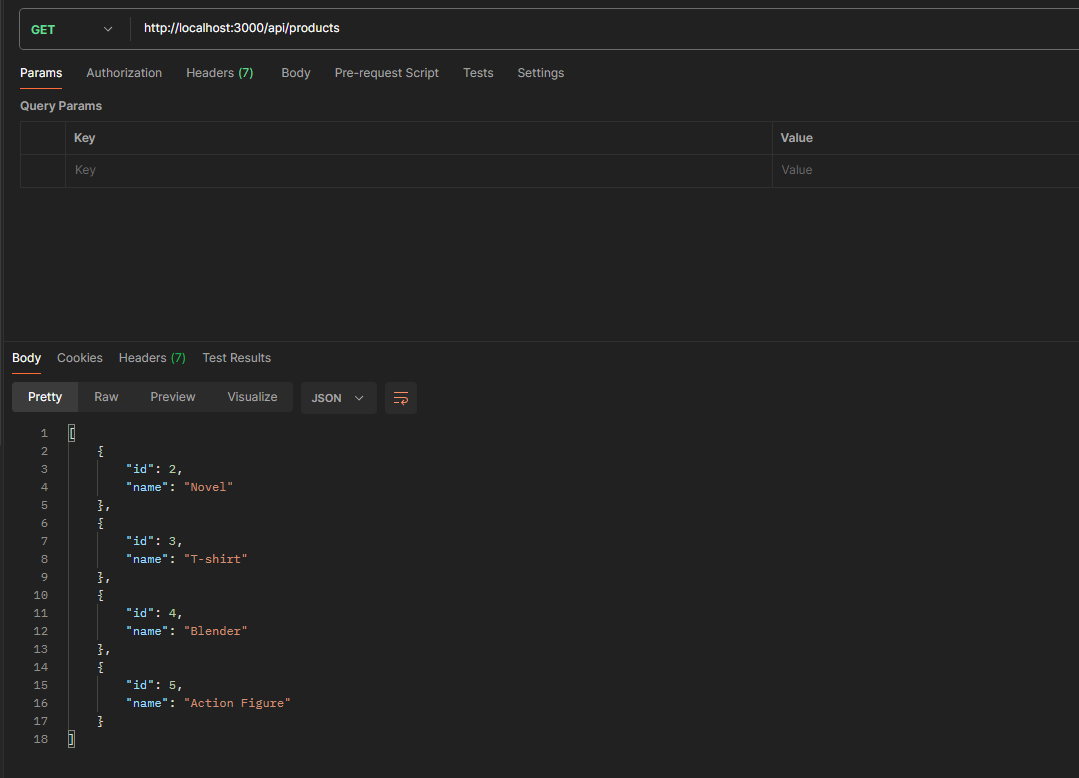 GET http://localhost:3000/api/products
Params Authorization Headers (7) Body Pre-request Script Tests Settings
Query Params
Key Value
Key Value
Body Cookies Headers (7) Test Results
Pretty Raw Preview Visualize JSON
1 [
2 {
3 "id": 2,
4 "name": "Novel"
5 },
6 {
7 "id": 3,
8 "name": "T-shirt"
9 },
10 {
11 "id": 4,
12 "name": "Blender"
13 },
14 {
15 "id": 5,
16 "name": "Action Figure"
17 }
18 ]